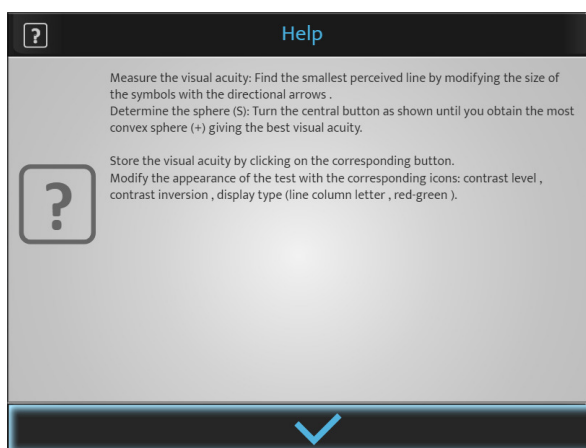 ? Help
Measure the visual acuity: Find the smallest perceived line by modifying the size of
the symbols with the directional arrows .
Determine the sphere (S): Turn the central button as shown until you obtain the most
convex sphere (+) giving the best visual acuity.
Store the visual acuity by clicking on the corresponding button.
Modify the appearance of the test with the corresponding icons: contrast level ,
contrast inversion , display type (line column letter , red-green ).
?